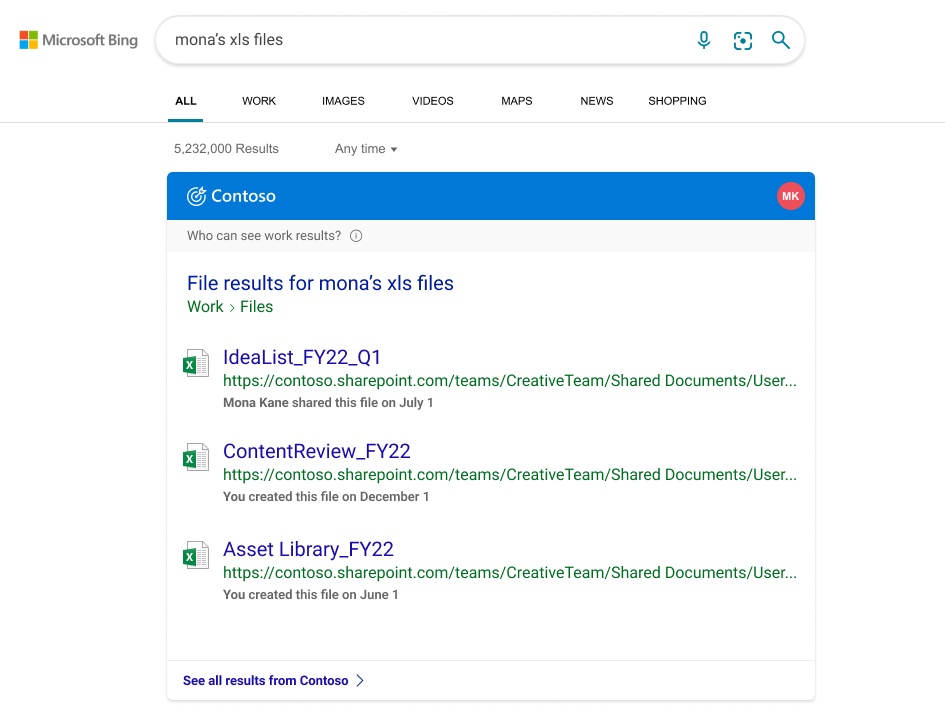 Microsoft Bing
mona’s xls files
ALL WORK IMAGES VIDEOS MAPS NEWS SHOPPING
5,232,000 Results Any time
Contoso MK
Who can see work results?
File results for mona’s xls files
Work > Files
IdeaList_FY22_Q1
https://contoso.sharepoint.com/teams/CreativeTeam/Shared Documents/User...
Mona Kane shared this file on July 1
ContentReview_FY22
https://contoso.sharepoint.com/teams/CreativeTeam/Shared Documents/User...
You created this file on December 1
Asset Library_FY22
https://contoso.sharepoint.com/teams/CreativeTeam/Shared Documents/User...
You created this file on June 1
See all results from Contoso >